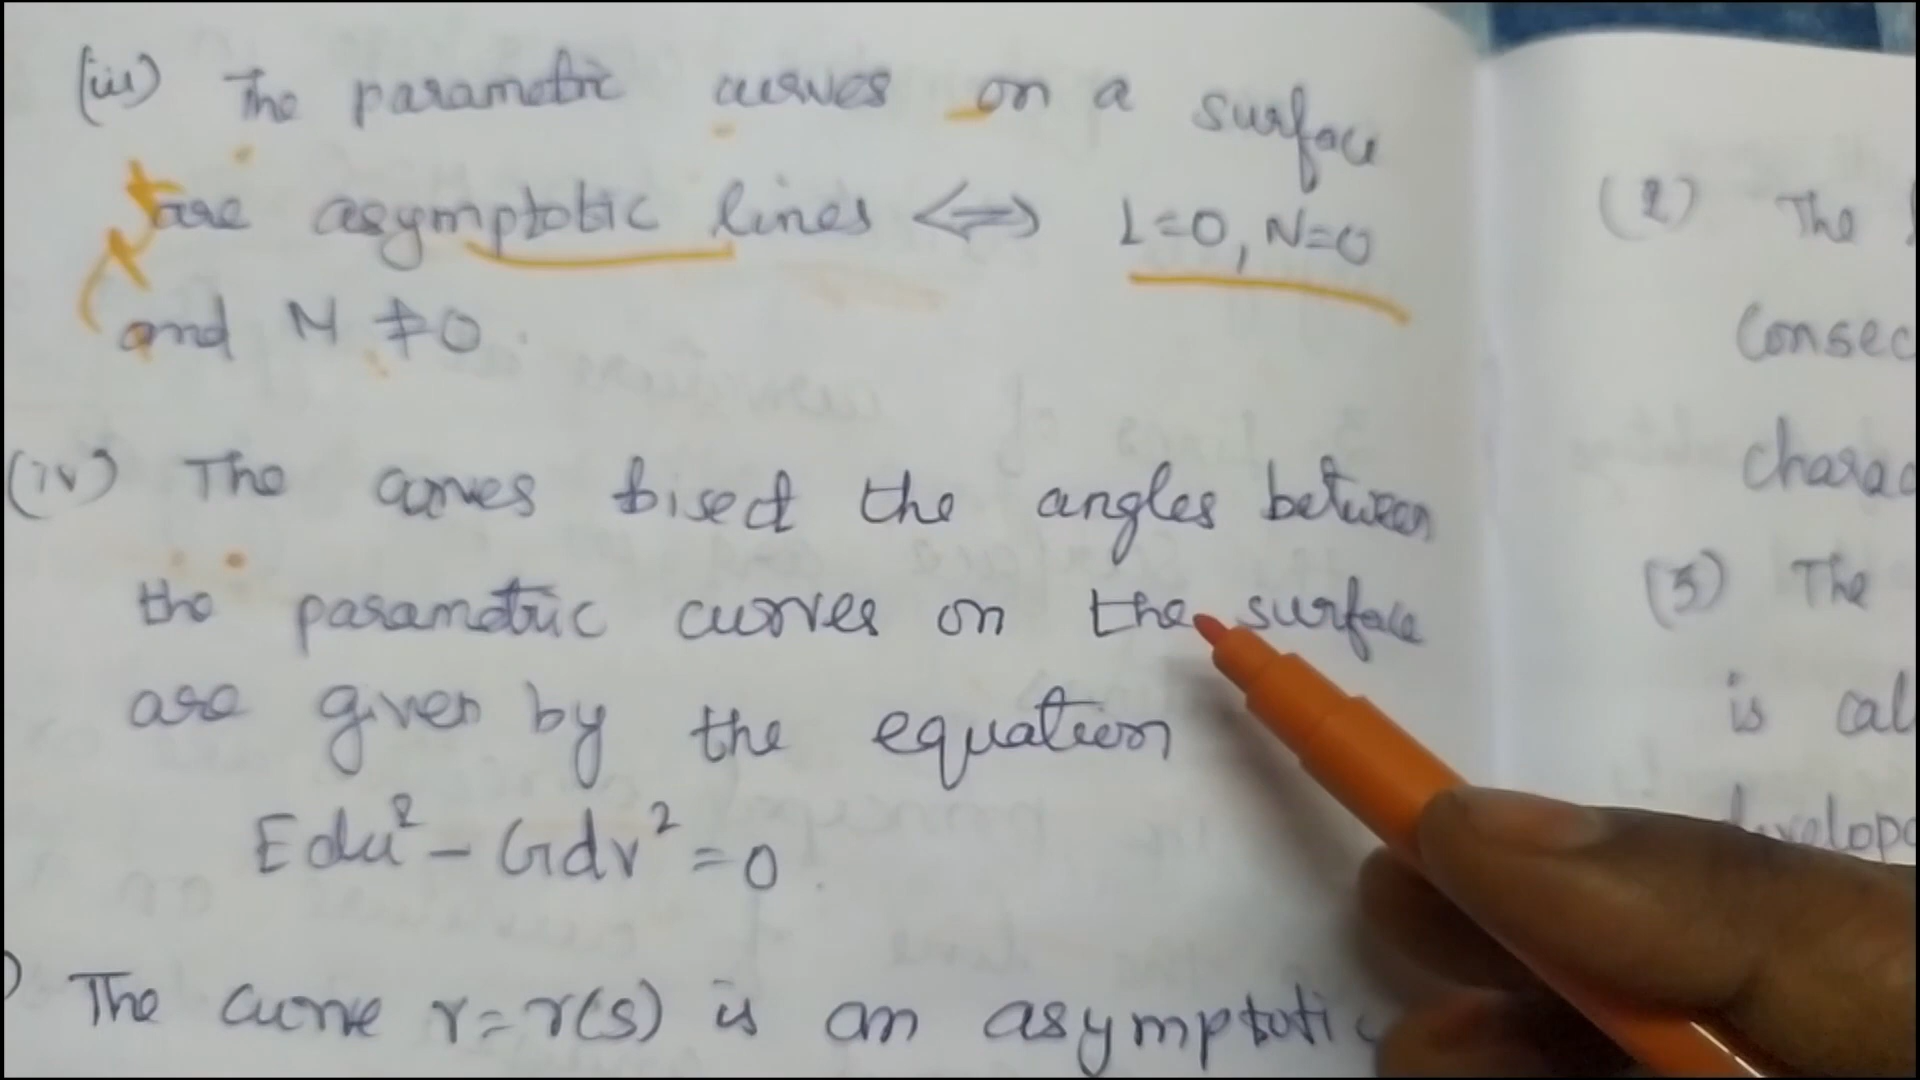 (iii) The parametric curves on a surface
are asymptotic lines <=> L=0, N=0
and M ≠ 0.
(iv) The curves bisect the angles between
the parametric curves on the surface
are given by the equation
Edu² - Gdv² = 0.
) The curve r=r(s) is an asymptotic
(2) The
Consec
charac
(3) The
is cal
develope